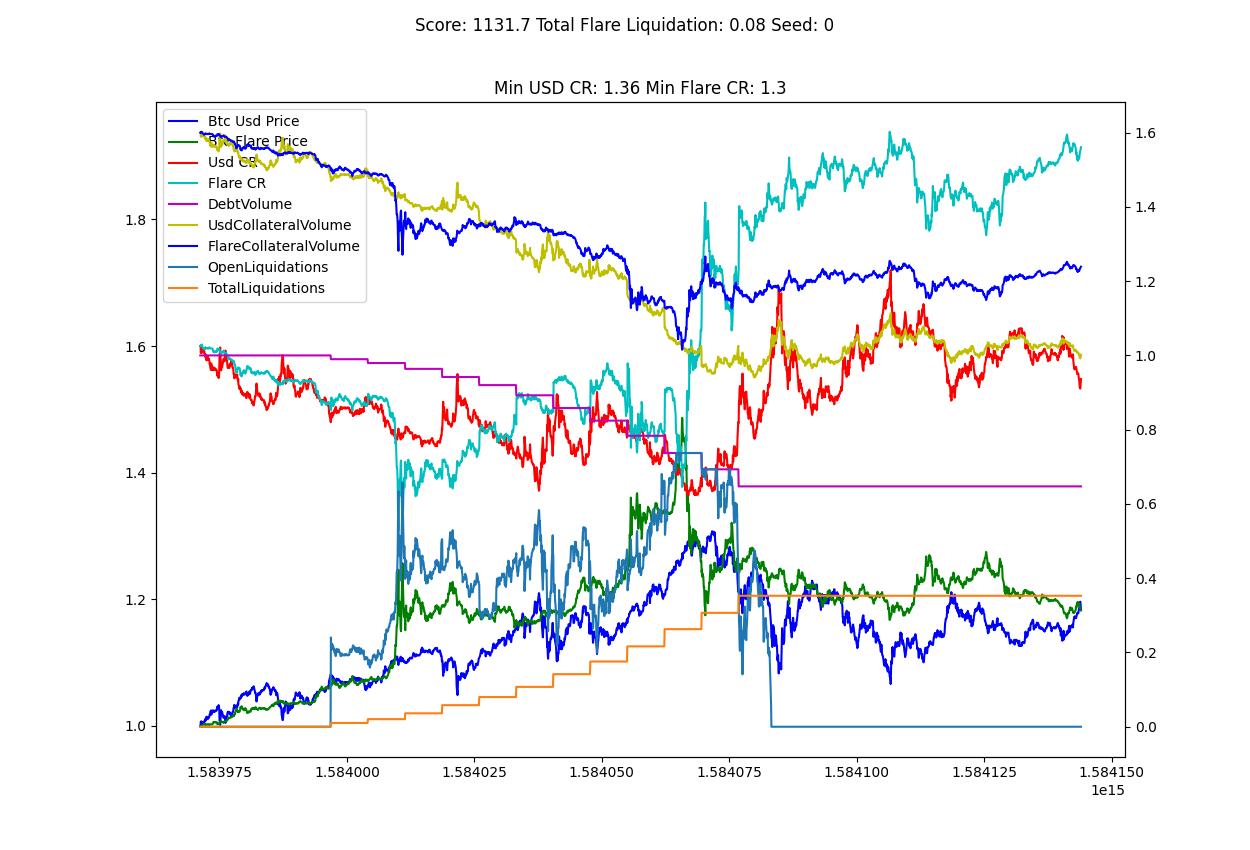 Score: 1131.7 Total Flare Liquidation: 0.08 Seed: 0
Min USD CR: 1.36 Min Flare CR: 1.3
Btc Usd Price
Btc Flare Price
Usd CR
Flare CR
DebtVolume
UsdCollateralVolume
FlareCollateralVolume
OpenLiquidations
TotalLiquidations
1.8
1.6
1.4
1.2
1.0
1.6
1.4
1.2
1.0
0.8
0.6
0.4
0.2
0.0
1.583975
1.584000
1.584025
1.584050
1.584075
1.584100
1.584125
1.584150
1e15